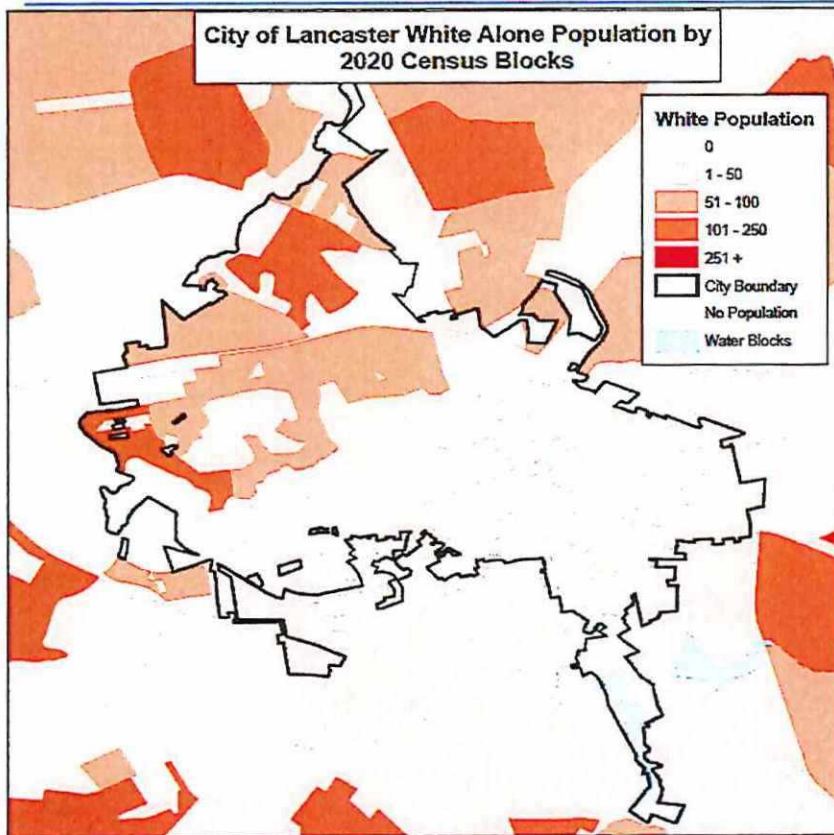 City of Lancaster White Alone Population by
2020 Census Blocks
White Population
0
1 - 50
51 - 100
101 - 250
251 +
City Boundary
No Population
Water Blocks